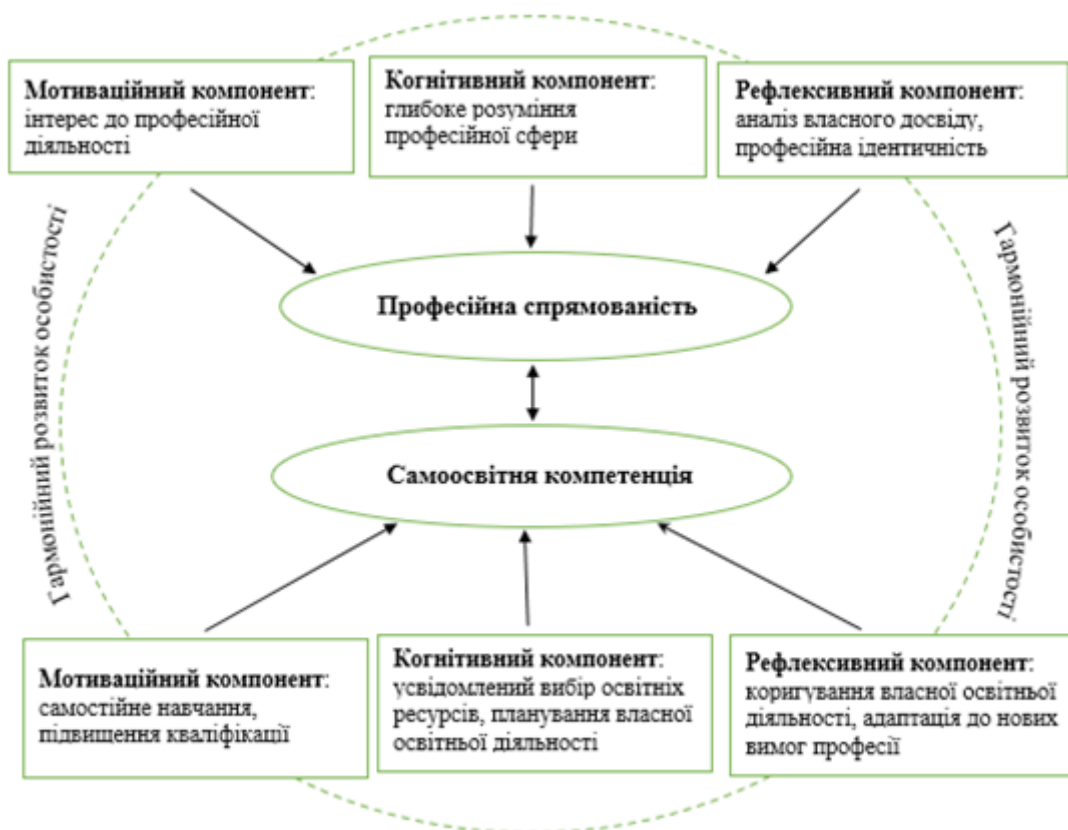 Мотиваційний компонент:
інтерес до професійної
діяльності
Когнітивний компонент:
глибоке розуміння
професійної сфери
Рефлексивний компонент:
аналіз власного досвіду,
професійна ідентичність
Гармонійний розвиток особистості
Гармонійний розвиток особистості
Професійна спрямованість
Самоосвітня компетенція
Мотиваційний компонент:
самостійне навчання,
підвищення кваліфікації
Когнітивний компонент:
усвідомлений вибір освітніх
ресурсів, планування власної
освітньої діяльності
Рефлексивний компонент:
коригування власної освітньої
діяльності, адаптація до нових
вимог професії